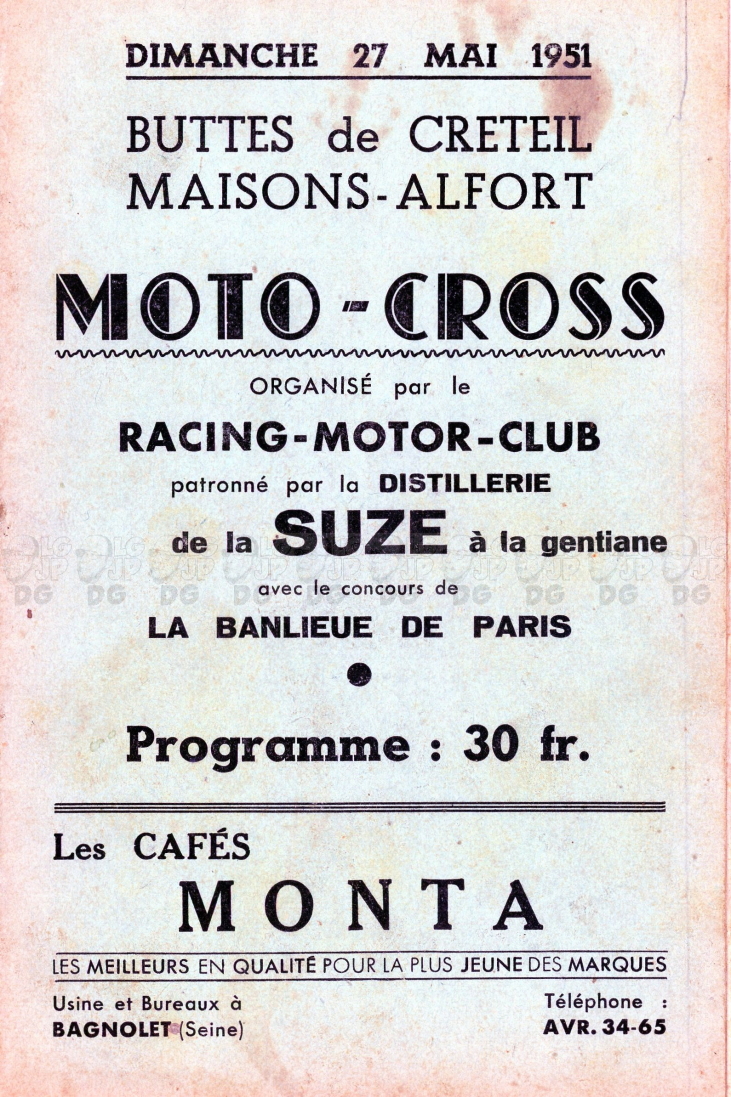 DIMANCHE 27 MAI 1951
BUTTES de CRETEIL
MAISONS-ALFORT
MOTO-CROSS
ORGANISÉ par le
RACING-MOTOR-CLUB
patronné par la DISTILLERIE
de la SUZE à la gentiane
avec le concours de
LA BANLIEUE DE PARIS
Programme : 30 fr.
Les CAFÉS
MONTA
LES MEILLEURS EN QUALITÉ POUR LA PLUS JEUNE DES MARQUES
Usine et Bureaux à
BAGNOLET (Seine)
Téléphone :
AVR. 34-65